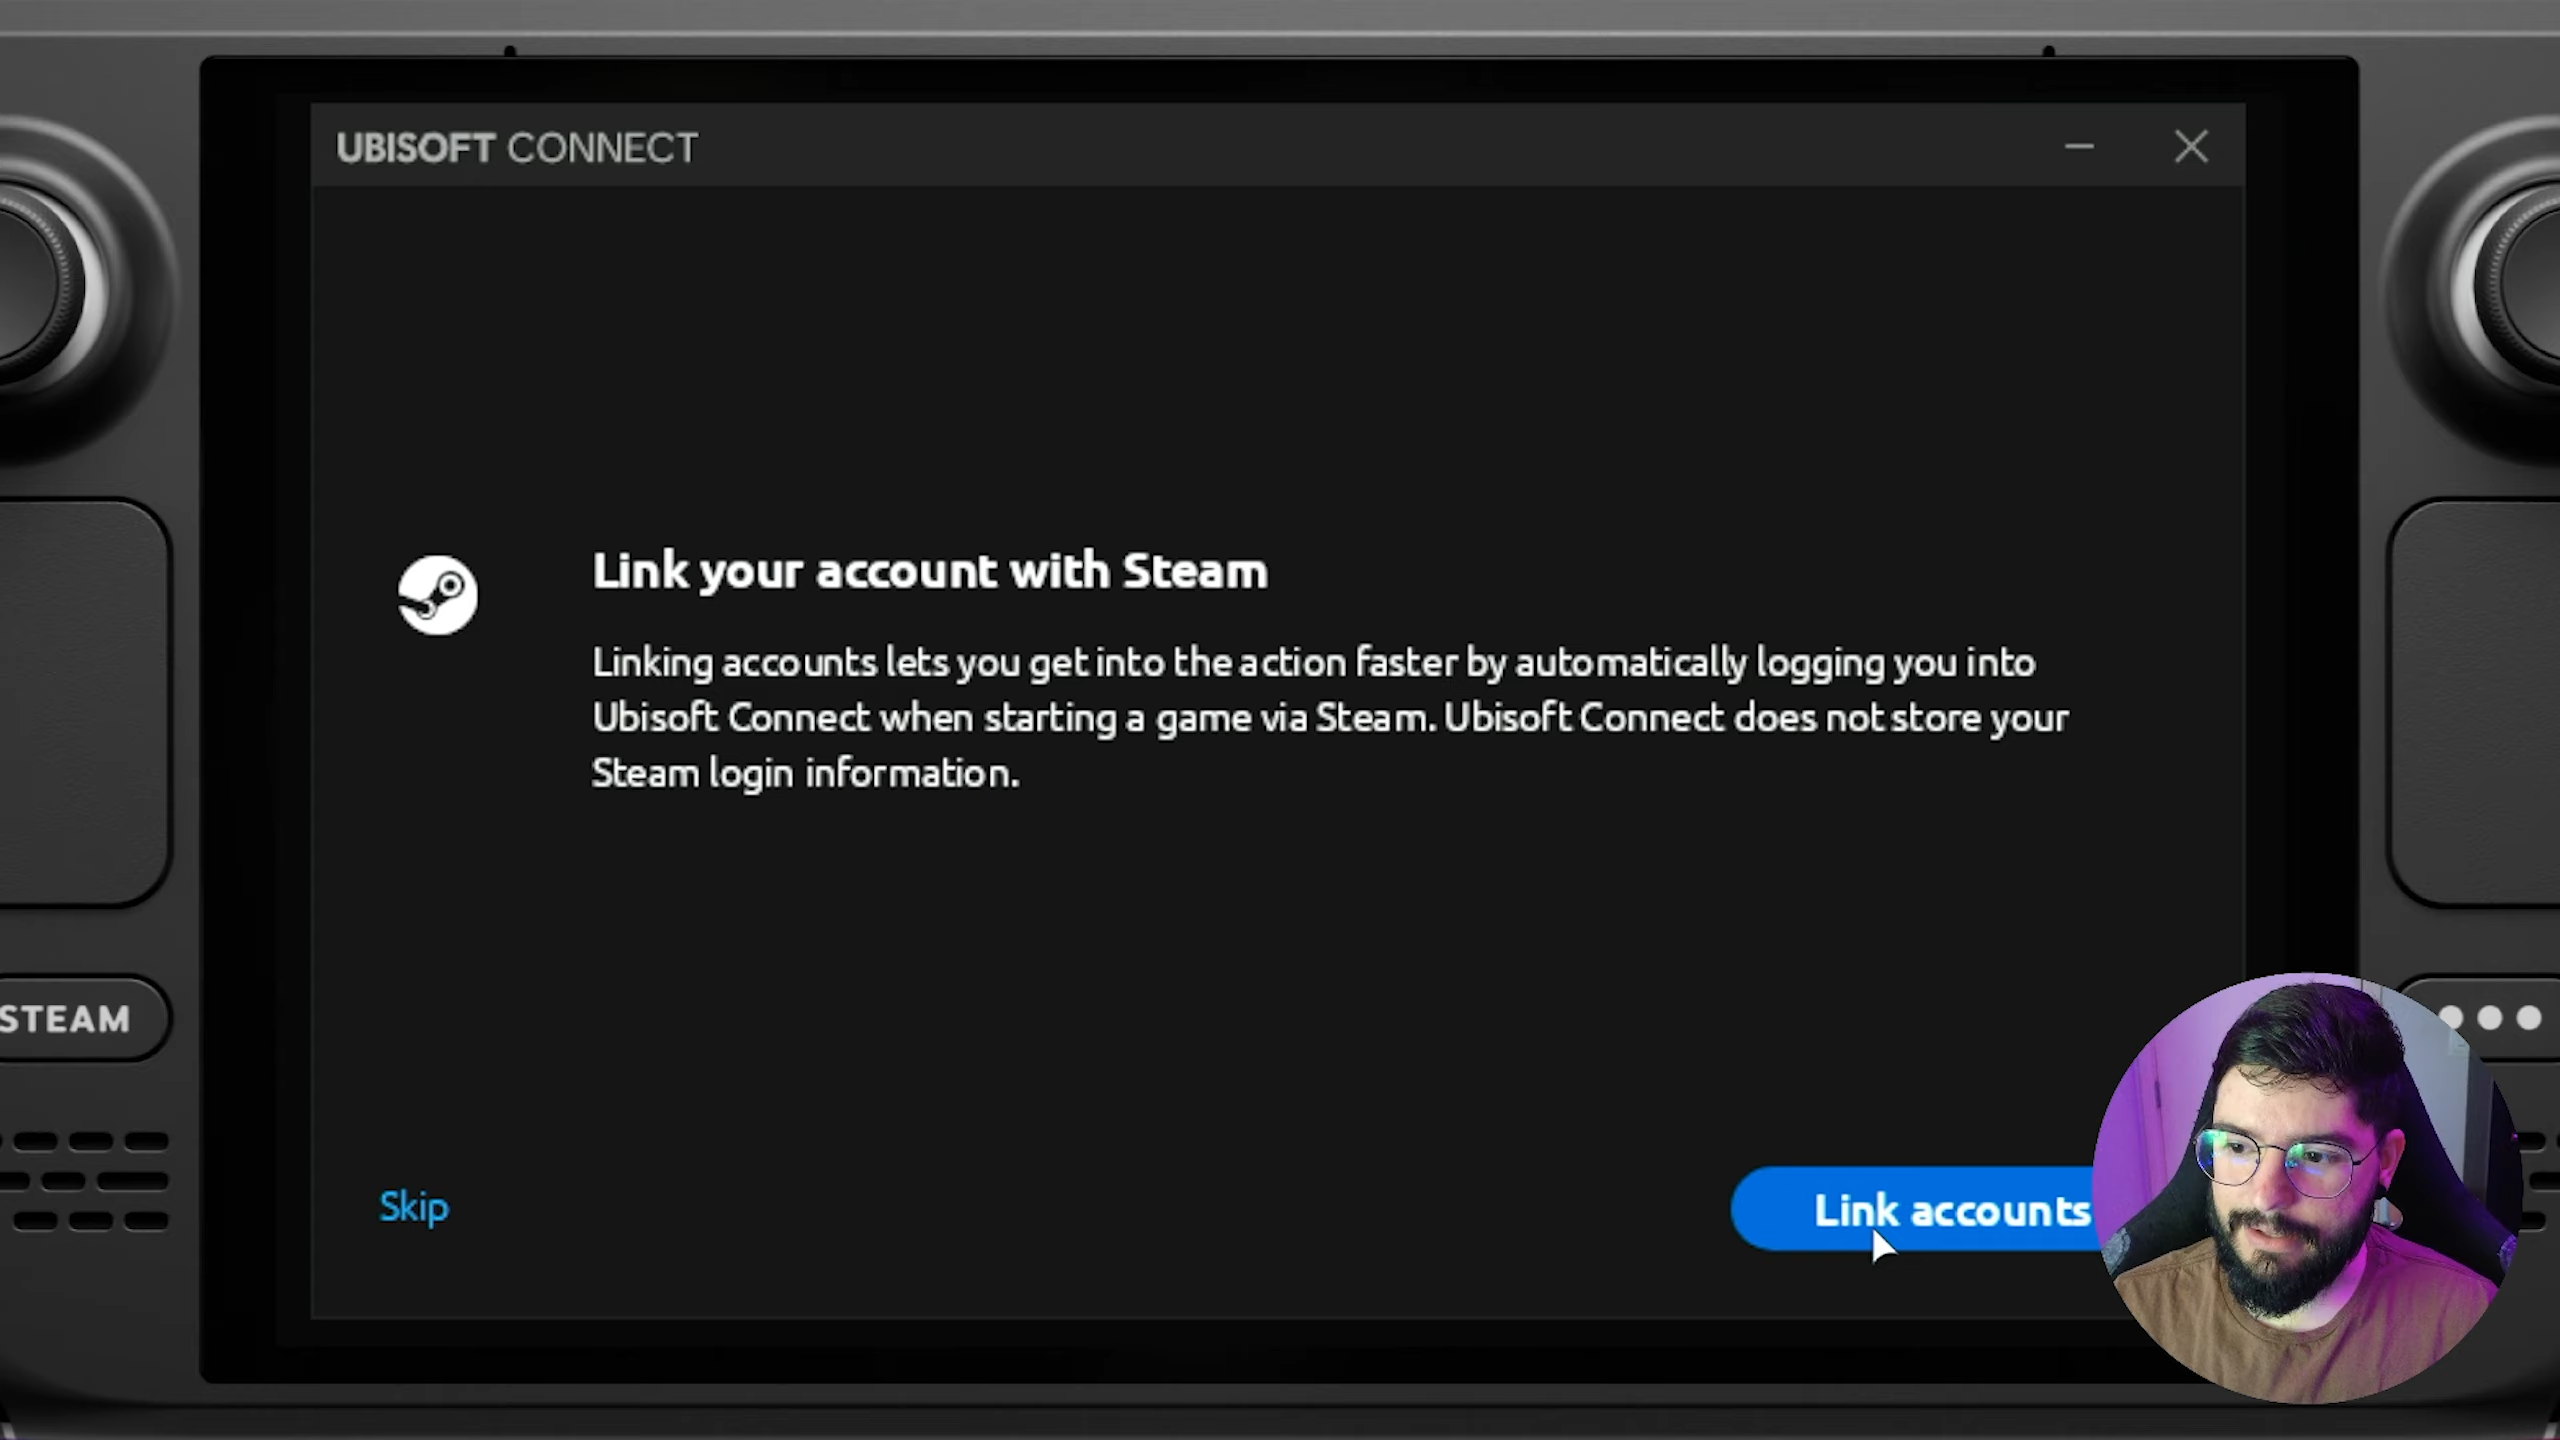 UBISOFT CONNECT
Link your account with Steam
Linking accounts lets you get into the action faster by automatically logging you into
Ubisoft Connect when starting a game via Steam. Ubisoft Connect does not store your
Steam login information.
STEAM
Skip
Link accounts